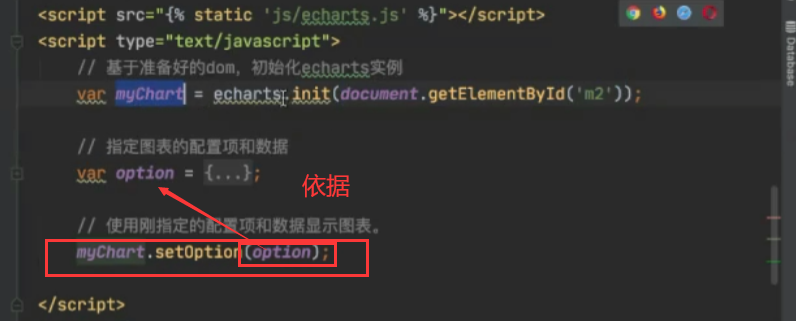 <script src="{% static 'js/echarts.js' %}"></script>
<script type="text/javascript">
// 基于准备好的dom，初始化echarts实例
var myChart = echarts.init(document.getElementById('m2'));
// 指定图表的配置项和数据
var option = {...};
依据
// 使用刚指定的配置项和数据显示图表。
myChart.setOption(option);
</script>
Database